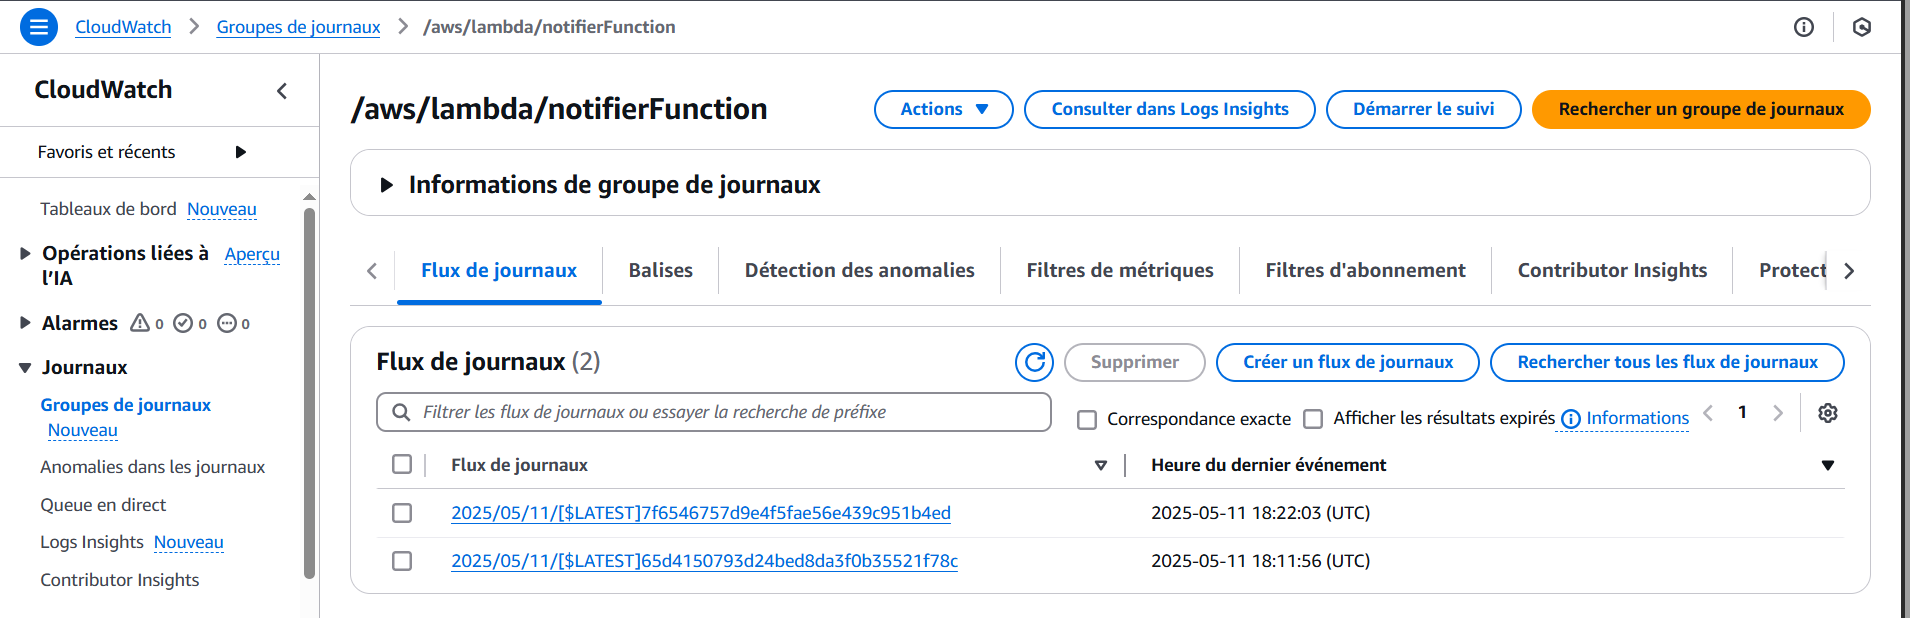 CloudWatch > Groupes de journaux > /aws/lambda/notifierFunction
CloudWatch
Favoris et récents
Tableaux de bord Nouveau
Opérations liées à l'IA Aperçu
Alarmes 0 0 0
Journaux
Groupes de journaux
Nouveau
Anomalies dans les journaux
Queue en direct
Logs Insights Nouveau
Contributor Insights
/aws/lambda/notifierFunction
Actions Consulter dans Logs Insights Démarrer le suivi Rechercher un groupe de journaux
Informations de groupe de journaux
Flux de journaux Balises Détection des anomalies Filtres de métriques Filtres d'abonnement Contributor Insights Protect
Flux de journaux (2)
Supprimer Créer un flux de journaux Rechercher tous les flux de journaux
Filtrer les flux de journaux ou essayer la recherche de préfixe
Correspondance exacte Afficher les résultats expirés Informations 1
Flux de journaux Heure du dernier événement
2025/05/11/[$LATEST]7f6546757d9e4f5fae56e439c951b4ed 2025-05-11 18:22:03 (UTC)
2025/05/11/[$LATEST]65d4150793d24bed8da3f0b35521f78c 2025-05-11 18:11:56 (UTC)